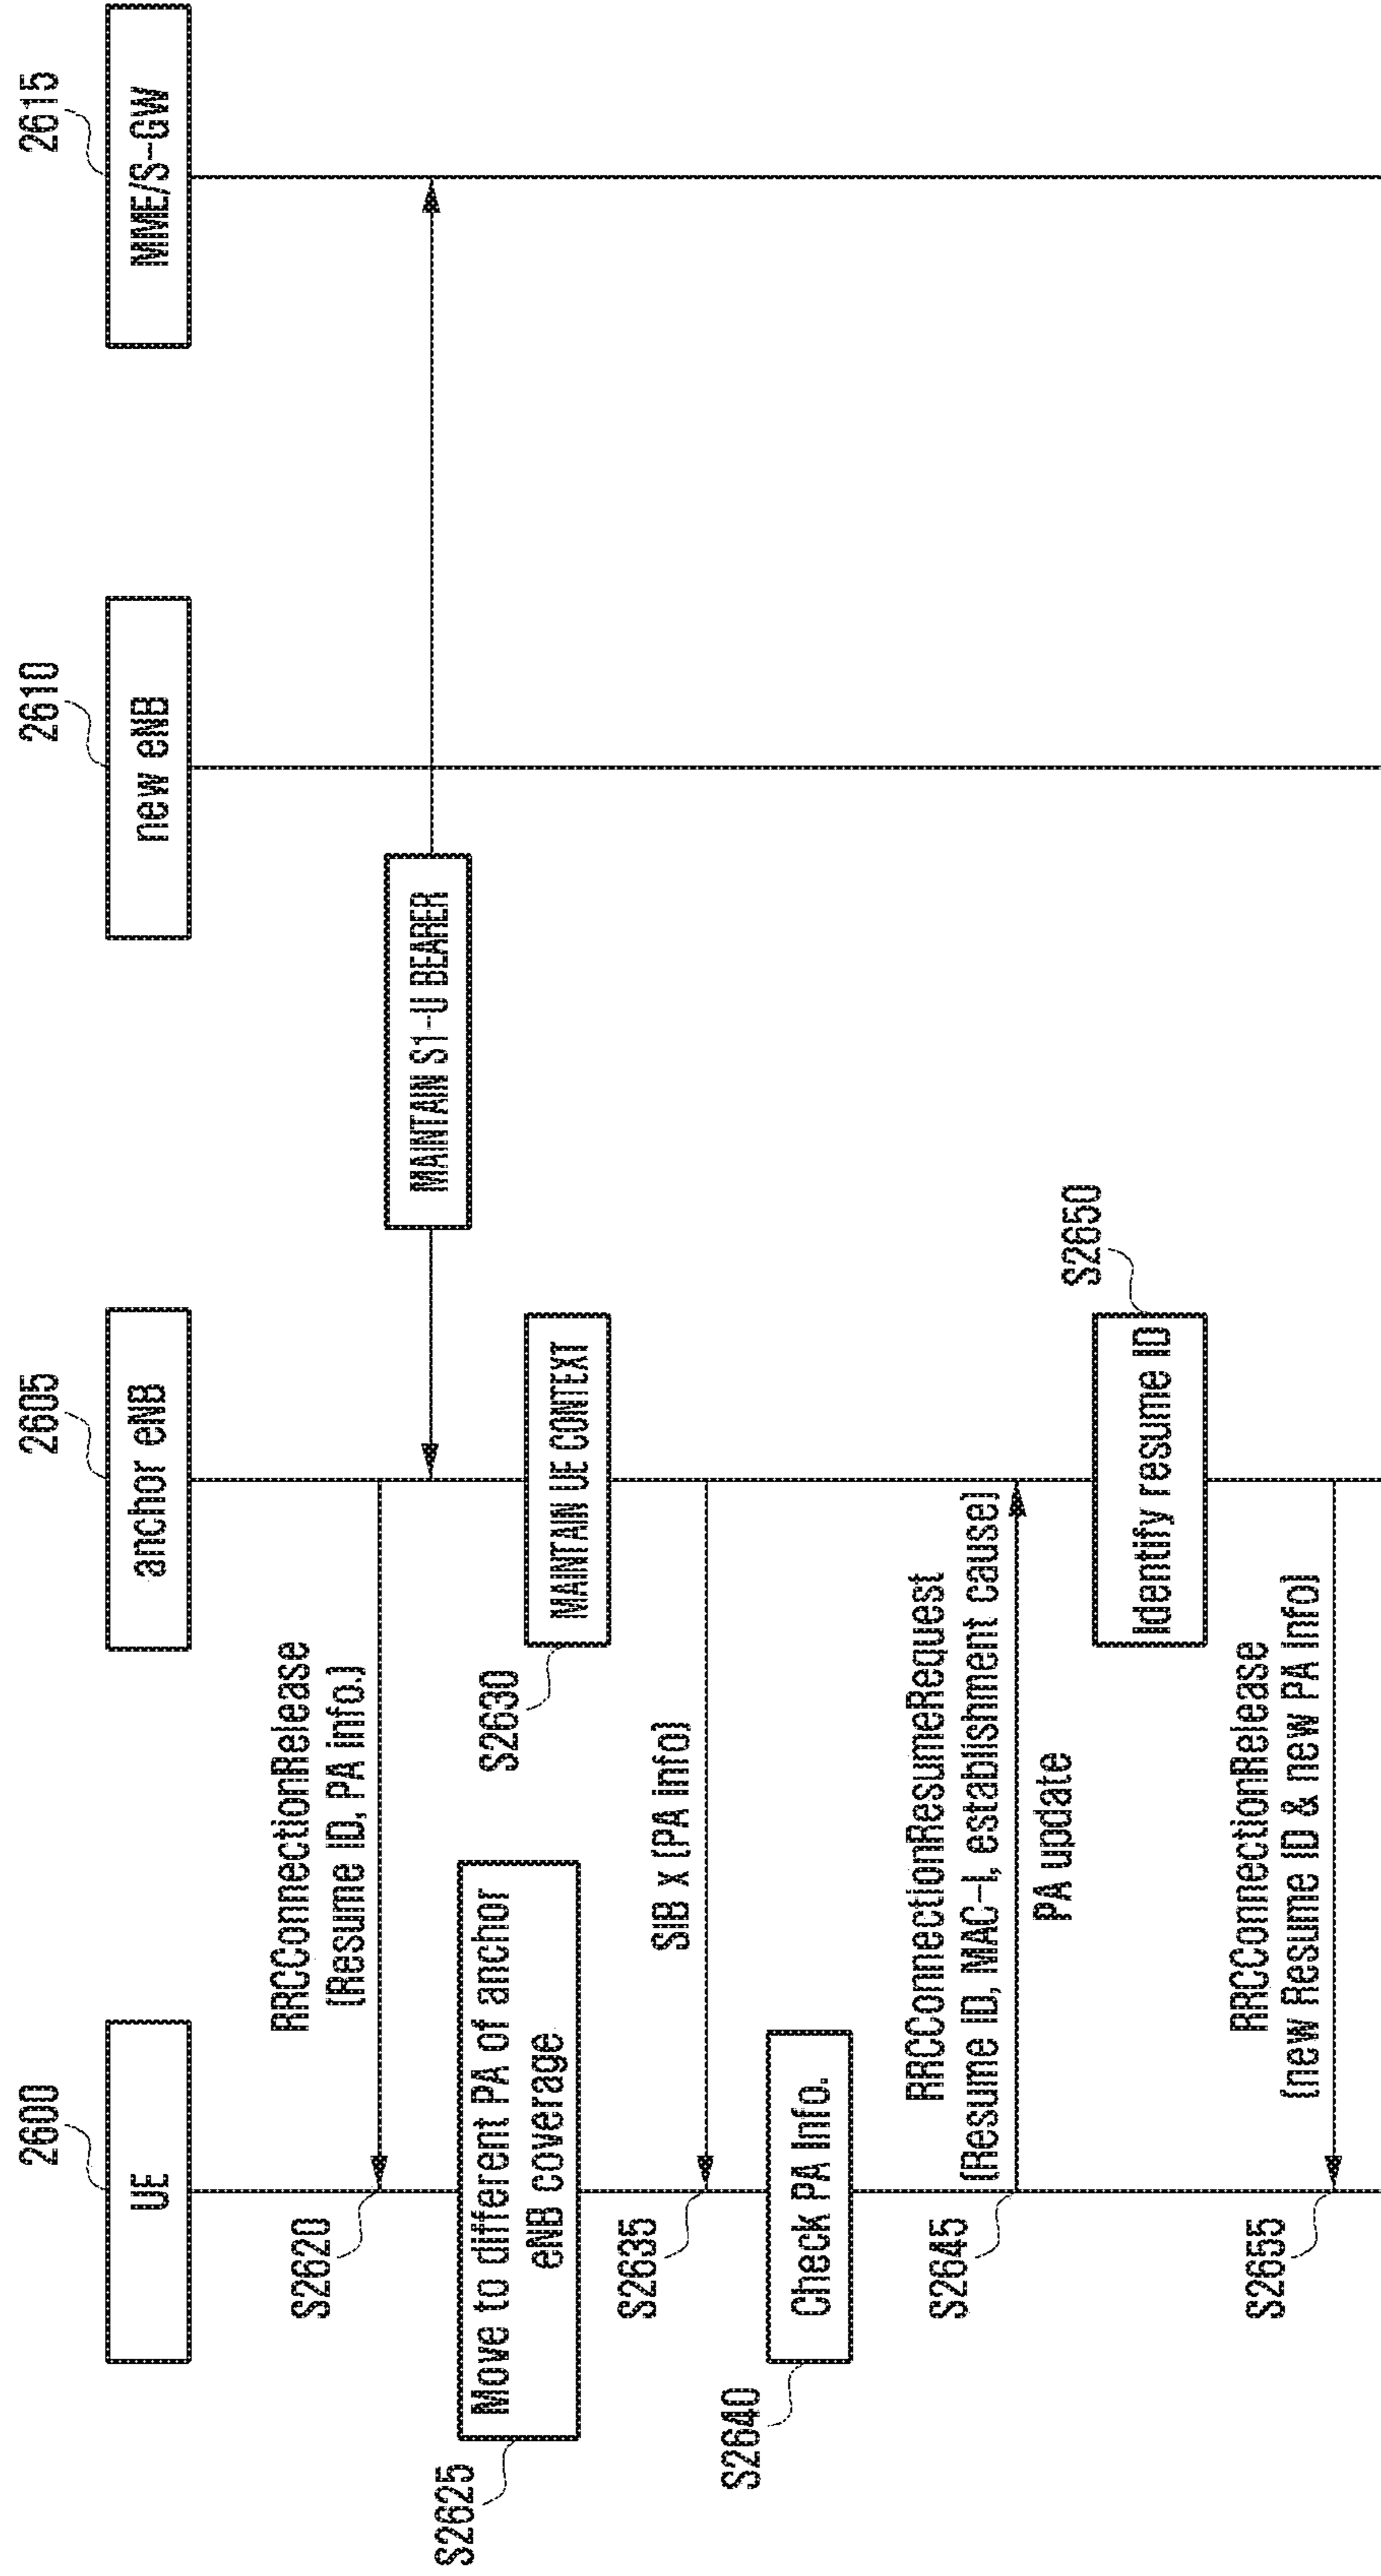 2600
UE
2605
anchor eNB
2610
new eNB
2615
MME/S-GW
S2620
RRCConnectionRelease
(Resume ID, PA info.)
MAINTAIN S1-U BEARER
S2625
Move to different PA of anchor
eNB coverage
S2630
MAINTAIN UE CONTEXT
S2635
SIB x (PA info)
S2640
Check PA Info.
S2645
RRCConnectionResumeRequest
(Resume ID, MAC-I, establishment cause)
PA update
S2650
Identify resume ID
S2655
RRCConnectionRelease
(new Resume ID & new PA info)